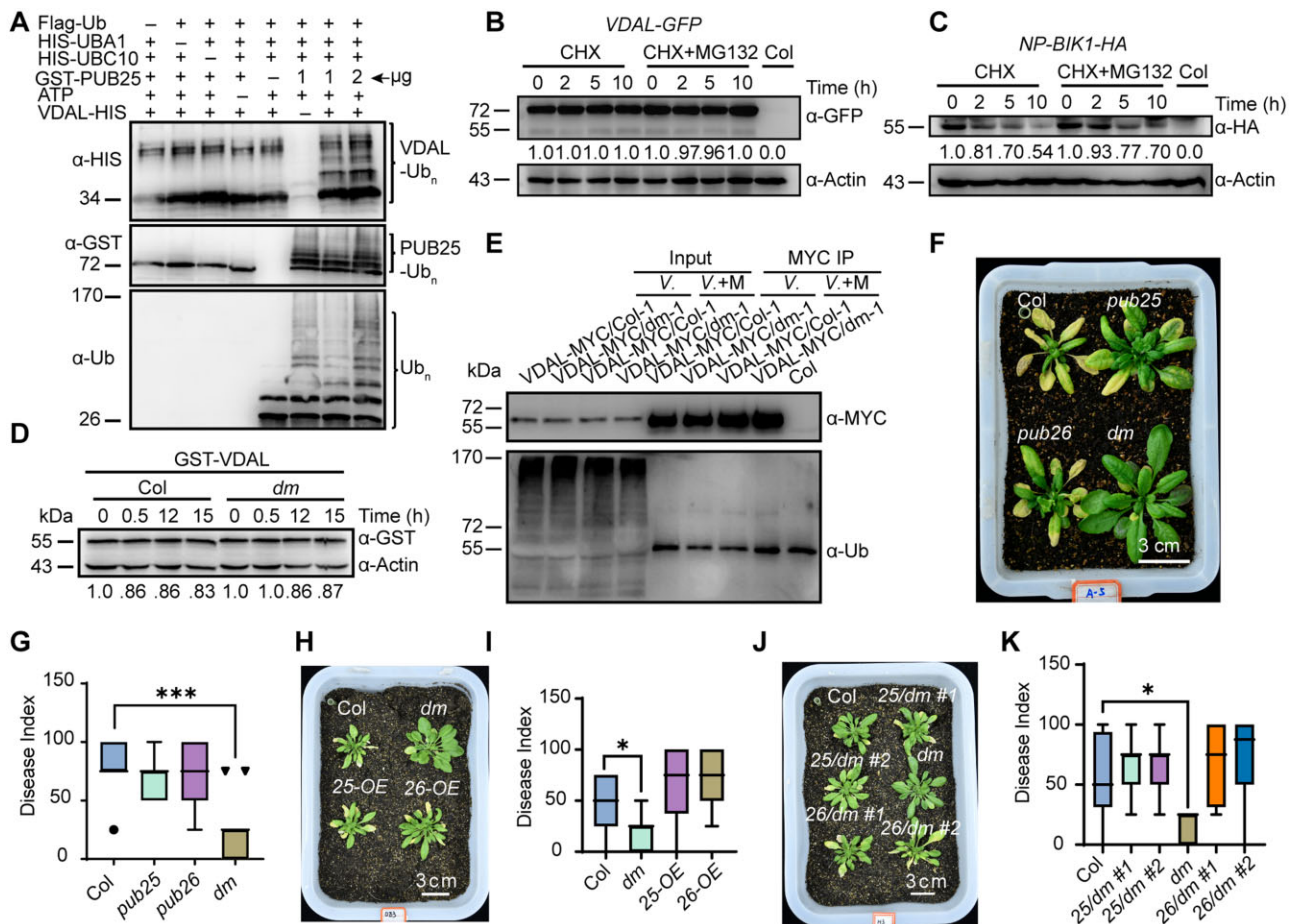 A
Flag-Ub – + + + + + + +
HIS-UBA1 + – + + + + + +
HIS-UBC10 + + – + + + + +
GST-PUB25 + + + + – 1 1 2 µg
ATP + + + – + + + +
VDAL-HIS + + + + + – + +
α-HIS
34
VDAL
-Ubn
α-GST
72
PUB25
-Ubn
170
α-Ub
26
Ubn
B
VDAL-GFP
CHX CHX+MG132 Col
0 2 5 10 0 2 5 10 Time (h)
72
55
α-GFP
1.0 1.0 1.0 1.0 1.0 .97 .96 1.0 0.0
43
α-Actin
C
NP-BIK1-HA
CHX CHX+MG132 Col
0 2 5 10 0 2 5 10
Time (h)
55
α-HA
1.0 .81 .70 .54 1.0 .93 .77 .70 0.0
43
α-Actin
D
GST-VDAL
Col dm
kDa 0 0.5 12 15 0 0.5 12 15 Time (h)
55
α-GST
43
α-Actin
1.0 .86 .86 .83 1.0 1.0 .86 .87
E
Input MYC IP
V. V.+M V. V.+M
VDAL-MYC/Col-1
VDAL-MYC/dm-1
VDAL-MYC/Col-1
VDAL-MYC/dm-1
VDAL-MYC/Col-1
VDAL-MYC/dm-1
VDAL-MYC/Col-1
VDAL-MYC/dm-1
Col
kDa
72
55
α-MYC
170
72
55
α-Ub
F
Col pub25
pub26 dm
3 cm
A-3
G
Disease Index
150
100
50
0
***
Col pub25 pub26 dm
H
Col dm
25-OE 26-OE
3 cm
I
Disease Index
150
100
50
0
*
Col dm 25-OE 26-OE
J
Col 25/dm #1
25/dm #2 dm
26/dm #1 26/dm #2
3 cm
K
Disease Index
150
100
50
0
*
Col 25/dm #1 25/dm #2 dm 26/dm #1 26/dm #2